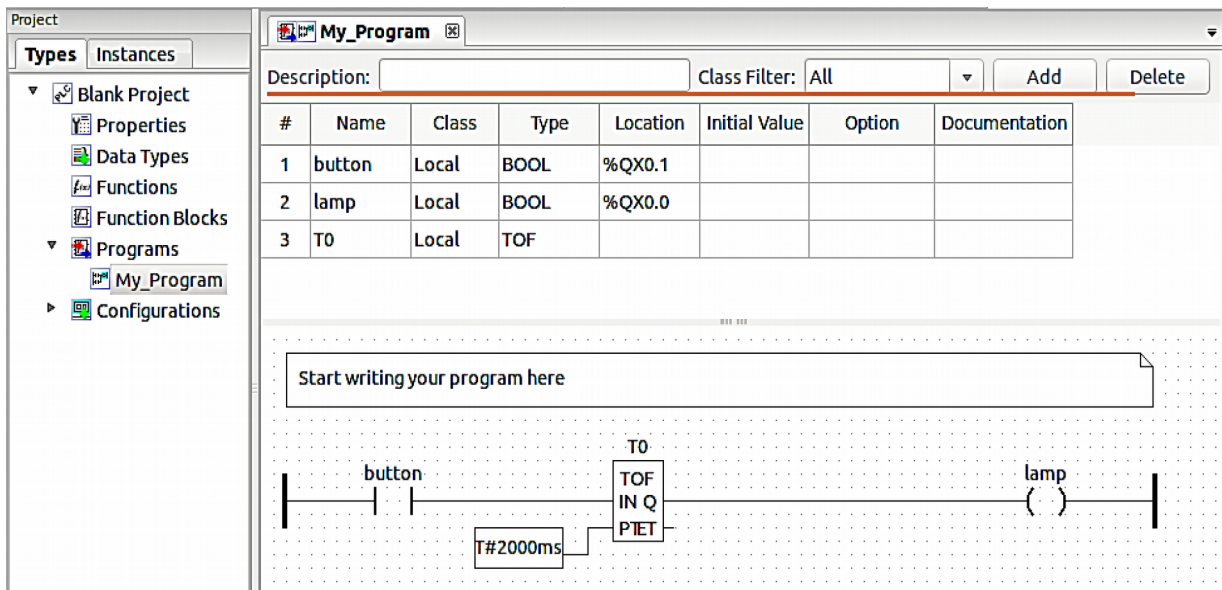 Project
Types Instances
Blank Project
Properties
Data Types
Functions
Function Blocks
Programs
My_Program
Configurations
My_Program
Description: Class Filter: All Add Delete
# Name Class Type Location Initial Value Option Documentation
1 button Local BOOL %QX0.1
2 lamp Local BOOL %QX0.0
3 T0 Local TOF
Start writing your program here
T0
button TOF lamp
IN Q
PT ET
T#2000ms